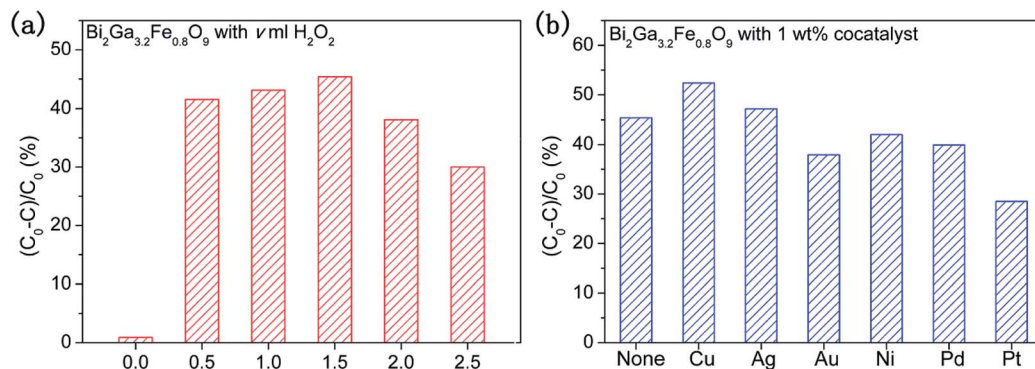 (a)
Bi2Ga3.2Fe0.8O9 with v ml H2O2
50
40
30
20
10
0
(C0-C)/C0 (%)
0.0 0.5 1.0 1.5 2.0 2.5
(b)
Bi2Ga3.2Fe0.8O9 with 1 wt% cocatalyst
60
50
40
30
20
10
0
(C0-C)/C0 (%)
None Cu Ag Au Ni Pd Pt